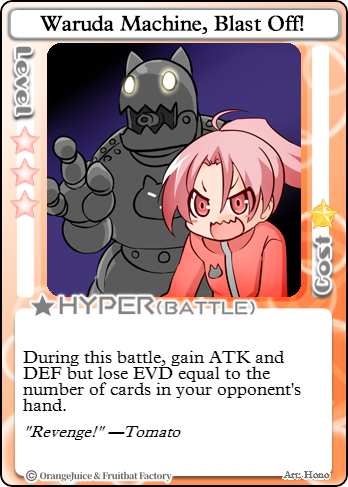 Waruda Machine, Blast Off!
Level
Cost
HYPER(BATTLE)
During this battle, gain ATK and
DEF but lose EVD equal to the
number of cards in your opponent's
hand.
"Revenge!" —Tomato
© OrangeJuice & Fruitbat Factory
Art: Hono